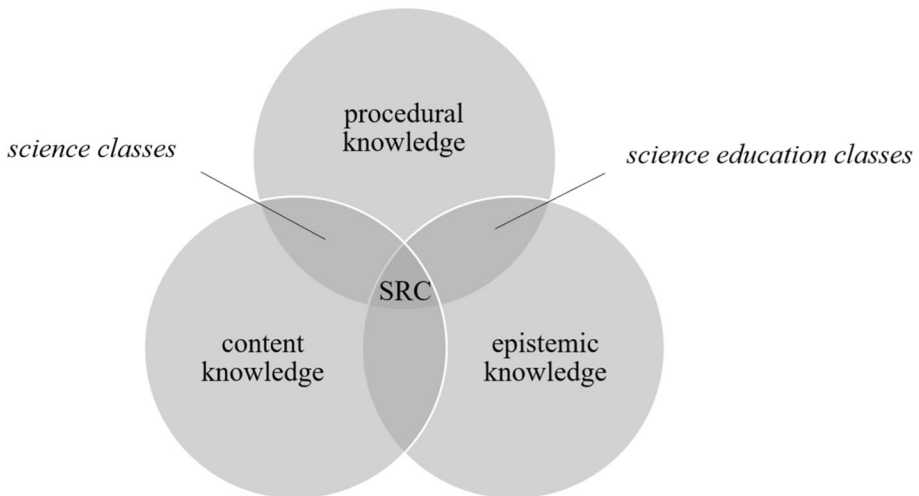 procedural
knowledge
science classes
science education classes
SRC
content
knowledge
epistemic
knowledge